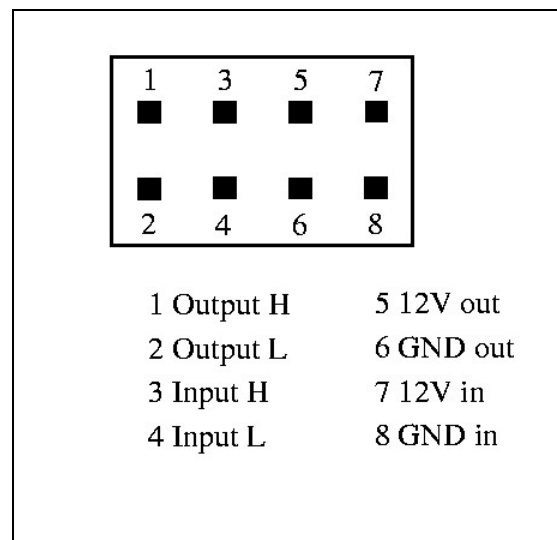 1 3 5 7
2 4 6 8
1 Output H
2 Output L
3 Input H
4 Input L
5 12V out
6 GND out
7 12V in
8 GND in